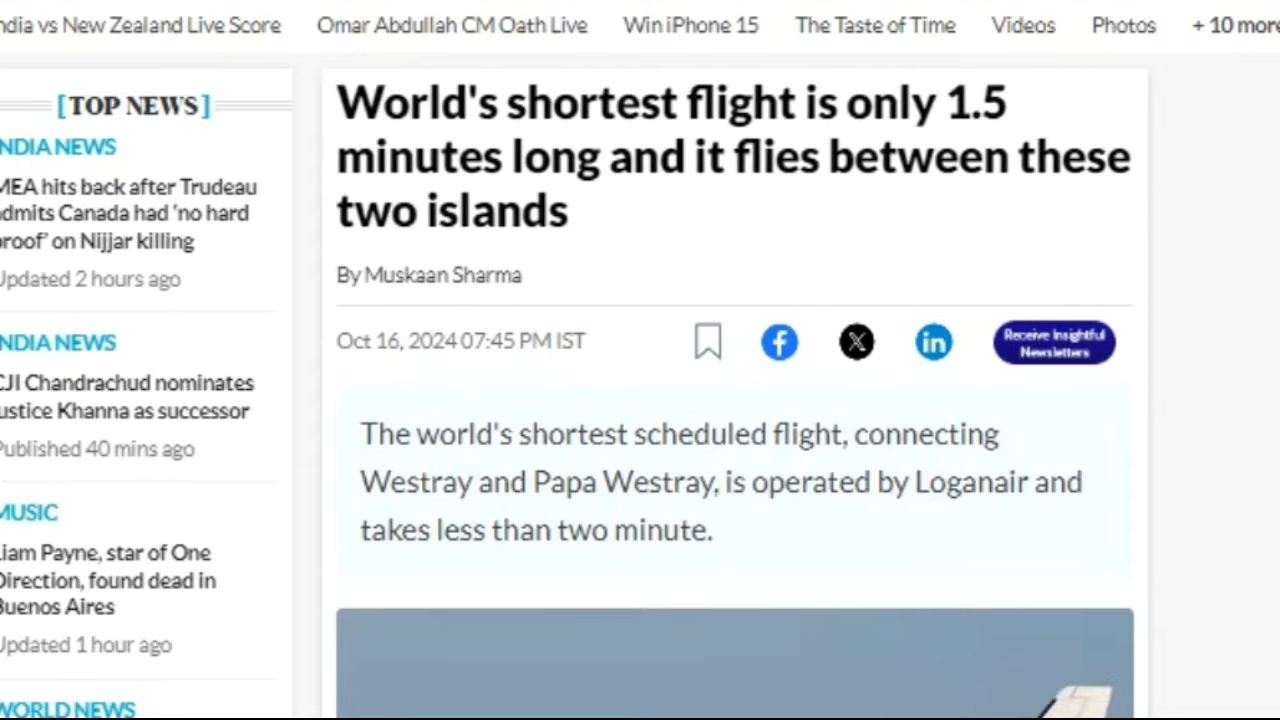 ndia vs New Zealand Live Score Omar Abdullah CM Oath Live Win iPhone 15 The Taste of Time Videos Photos + 10 more
[TOP NEWS]
NDIA NEWS
MEA hits back after Trudeau
dmits Canada had 'no hard
proof' on Nijjar killing
Updated 2 hours ago
NDIA NEWS
CJI Chandrachud nominates
ustice Khanna as successor
Published 40 mins ago
MUSIC
Liam Payne, star of One
Direction, found dead in
Buenos Aires
Updated 1 hour ago
WORLD NEWS
World's shortest flight is only 1.5
minutes long and it flies between these
two islands
By Muskaan Sharma
Oct 16, 2024 07:45 PM IST
Receive Insightful
Newsletters
The world's shortest scheduled flight, connecting
Westray and Papa Westray, is operated by Loganair and
takes less than two minute.